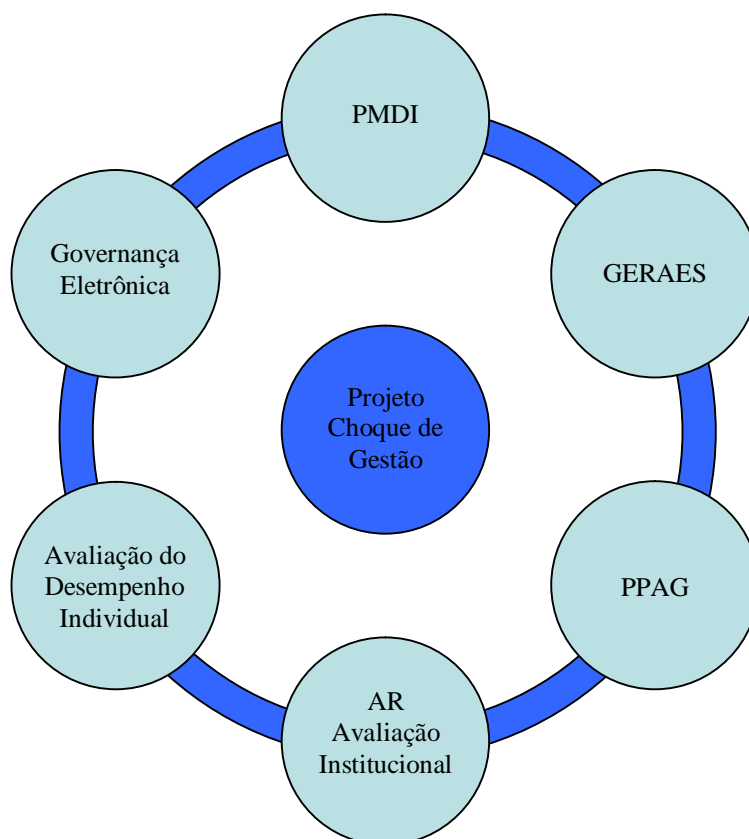 PMDI
Governança
Eletrônica
GERAES
Projeto
Choque de
Gestão
Avaliação do
Desempenho
Individual
PPAG
AR
Avaliação
Institucional